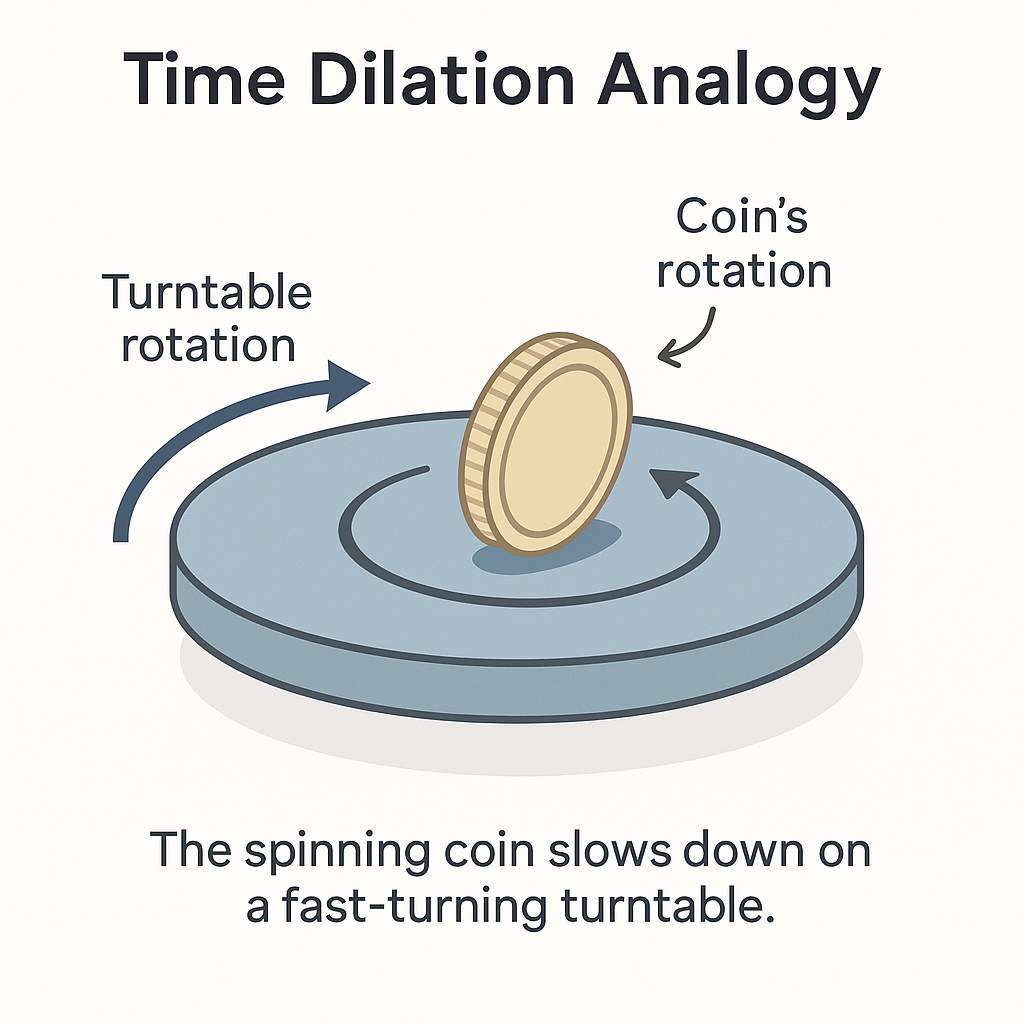 Time Dilation Analogy
Coin’s
rotation
Turntable
rotation
The spinning coin slows down on
a fast-turning turntable.